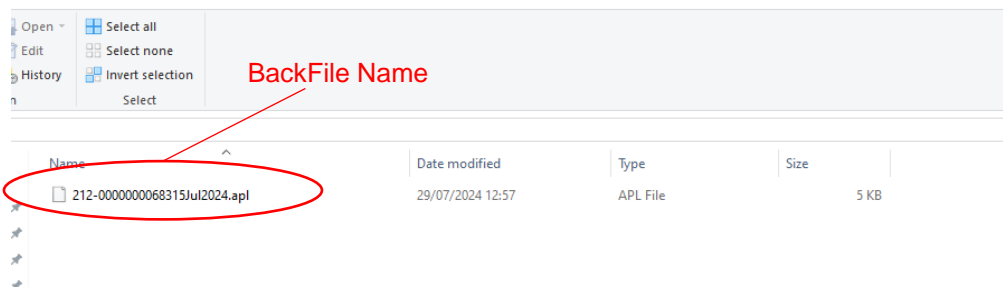 Open
Select all
Edit
Select none
History
Invert selection
n
Select
BackFile Name
Name
Date modified
Type
Size
212-0000000068315Jul2024.apl
29/07/2024 12:57
APL File
5 KB